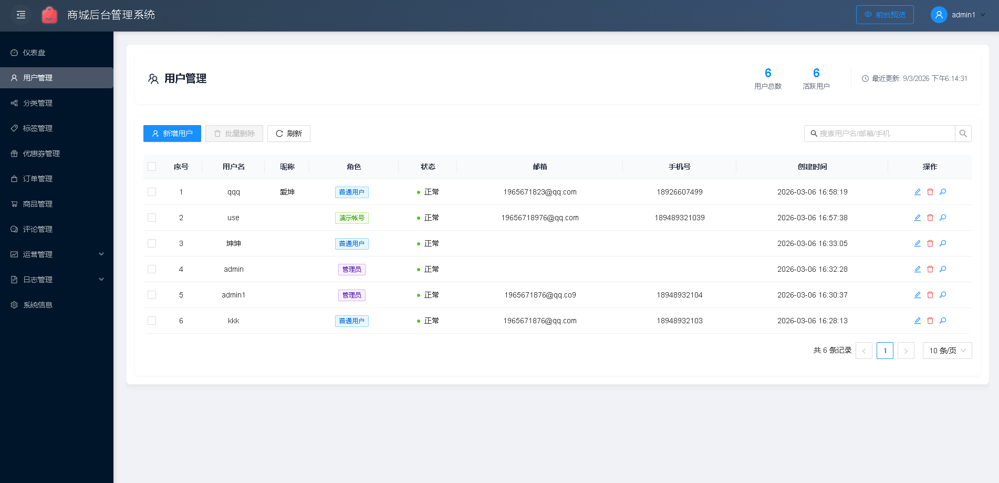 商城后台管理系统
前台预览
admin1
仪表盘
用户管理
分类管理
标签管理
优惠券管理
订单管理
商品管理
评论管理
运营管理
日志管理
系统信息
用户管理
6
用户总数
6
活跃用户
最近更新: 9/3/2026 下午6:14:31
新增用户
批量删除
刷新
搜索用户名/邮箱/手机
序号 用户名 昵称 角色 状态 邮箱 手机号 创建时间 操作
1 qqq 爱坤 普通用户 正常 1965671823@qq.com 18926607499 2026-03-06 16:58:19
2 use 演示帐号 正常 19656718976@qq.com 189489321039 2026-03-06 16:57:38
3 坤坤 普通用户 正常 2026-03-06 16:33:05
4 admin 管理员 正常 2026-03-06 16:32:28
5 admin1 管理员 正常 1965671876@qq.co9 18948932104 2026-03-06 16:30:37
6 kkk 普通用户 正常 1965671876@qq.com 18948932103 2026-03-06 16:28:13
共 6 条记录
1
10 条/页